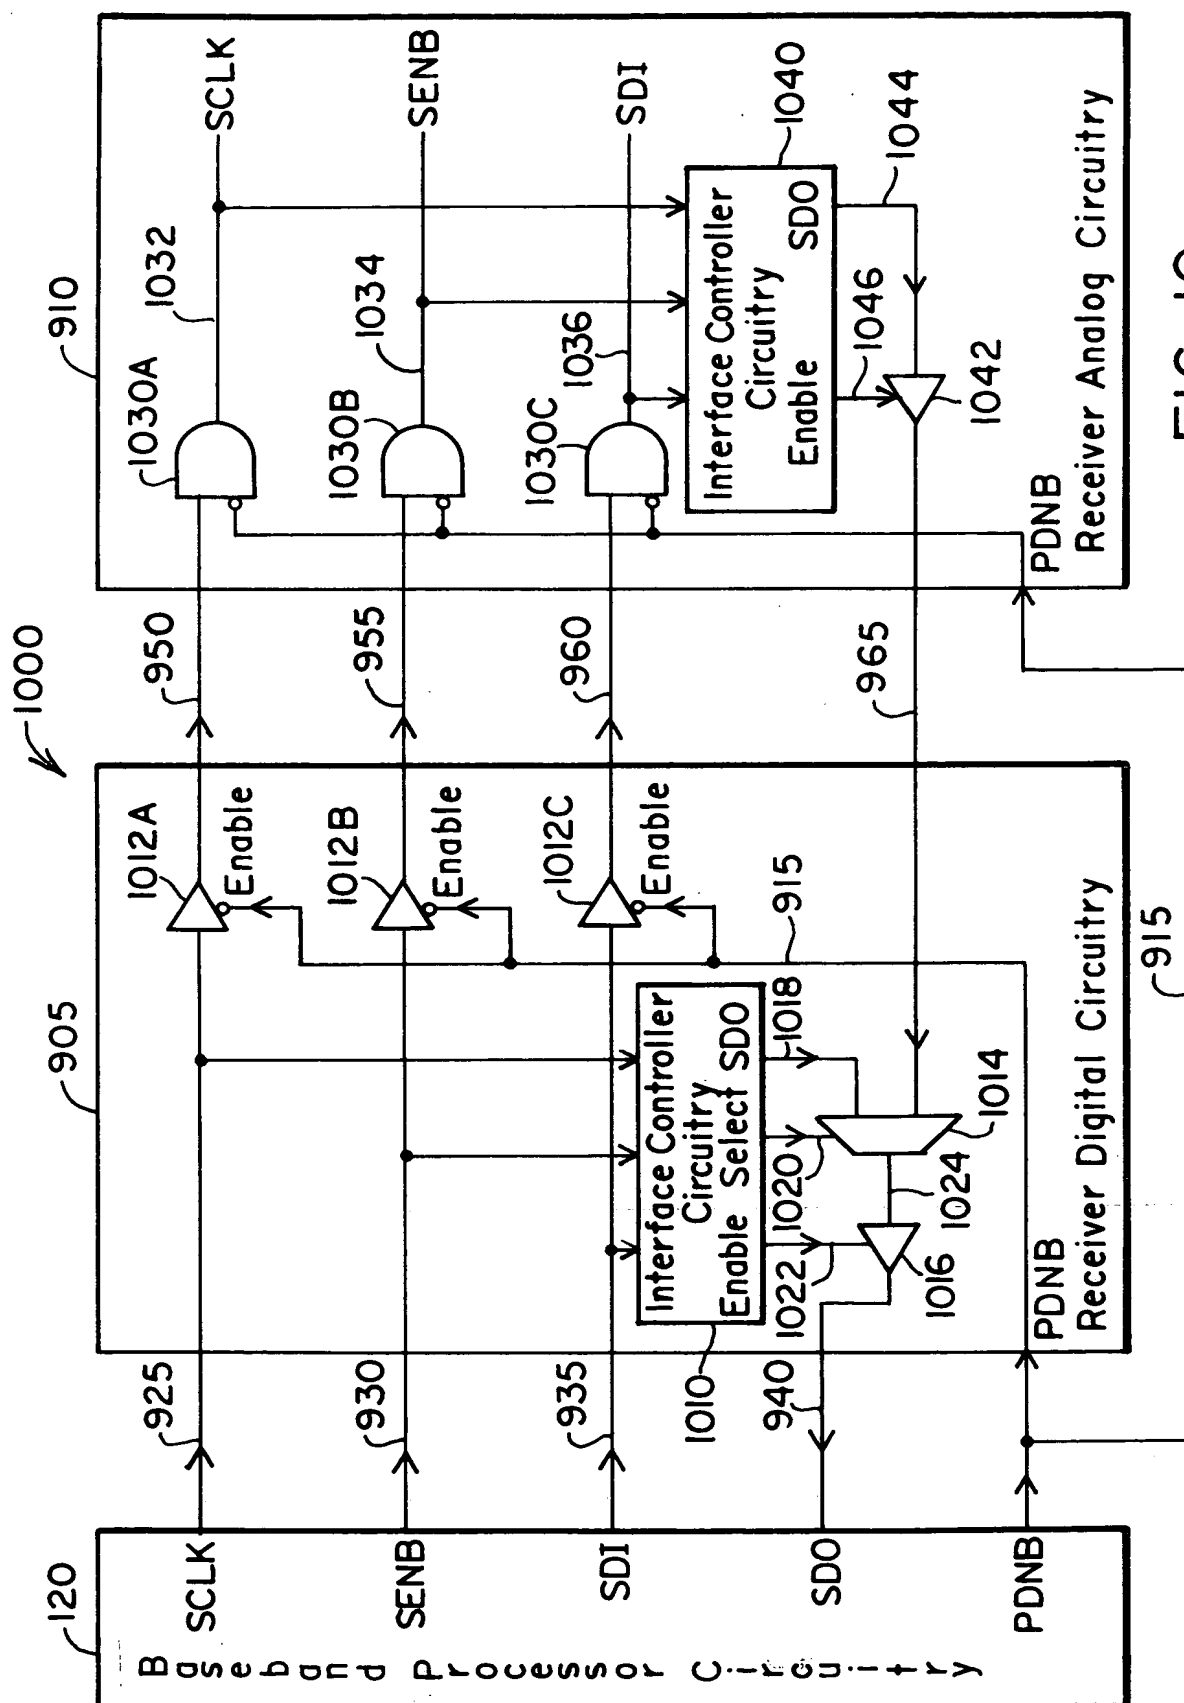 1000
120
Baseband Processor Circuitry
SCLK
SENB
SDI
SDO
PDNB
925
930
935
940
905
1012A
Enable
1012B
Enable
1012C
Enable
915
Interface Controller
Circuitry
Enable Select SDO
1010
1018
1020
1022
1014
1024
1016
PDNB
Receiver Digital Circuitry
915
950
955
960
965
910
1030A
1032
SCLK
1030B
1034
SENB
1030C
1036
SDI
Interface Controller
Circuitry
Enable SDO
1040
1044
1046
1042
PDNB
Receiver Analog Circuitry